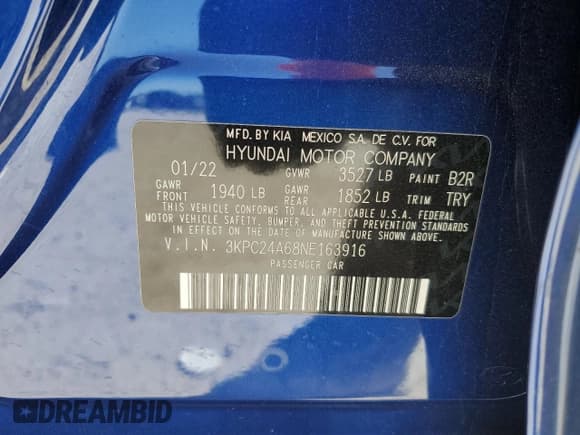 MFD. BY KIA MEXICO S.A. DE C.V. FOR
HYUNDAI MOTOR COMPANY
01/22 GVWR 3527 LB PAINT B2R
GAWR FRONT 1940 LB GAWR REAR 1852 LB TRIM TRY
THIS VEHICLE CONFORMS TO ALL APPLICABLE U.S.A. FEDERAL
MOTOR VEHICLE SAFETY, BUMPER, AND THEFT PREVENTION STANDARDS
IN EFFECT ON THE DATE OF MANUFACTURE SHOWN ABOVE.
V.I.N. 3KPC24A68NE163916
PASSENGER CAR
DREAMBID